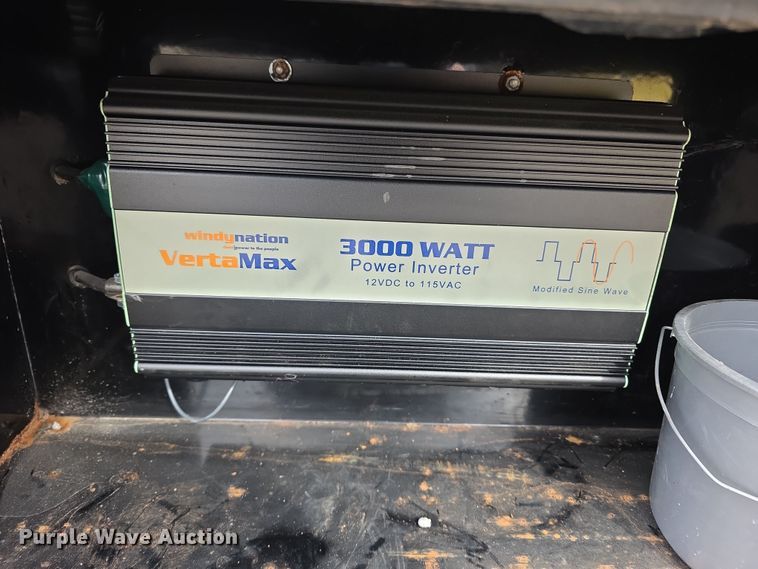 windynation
power to the people
VertaMax
3000 WATT
Power Inverter
12VDC to 115VAC
Modified Sine Wave
Purple Wave Auction